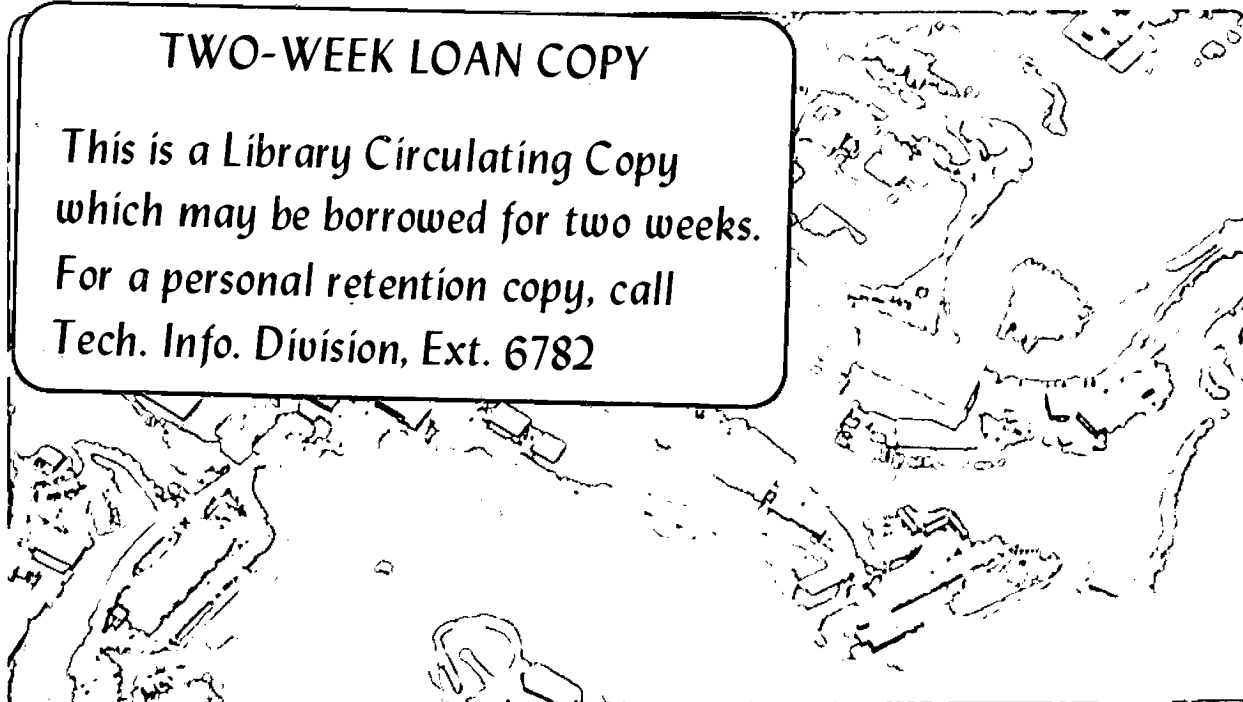 TWO-WEEK LOAN COPY
This is a Library Circulating Copy
which may be borrowed for two weeks.
For a personal retention copy, call
Tech. Info. Division, Ext. 6782